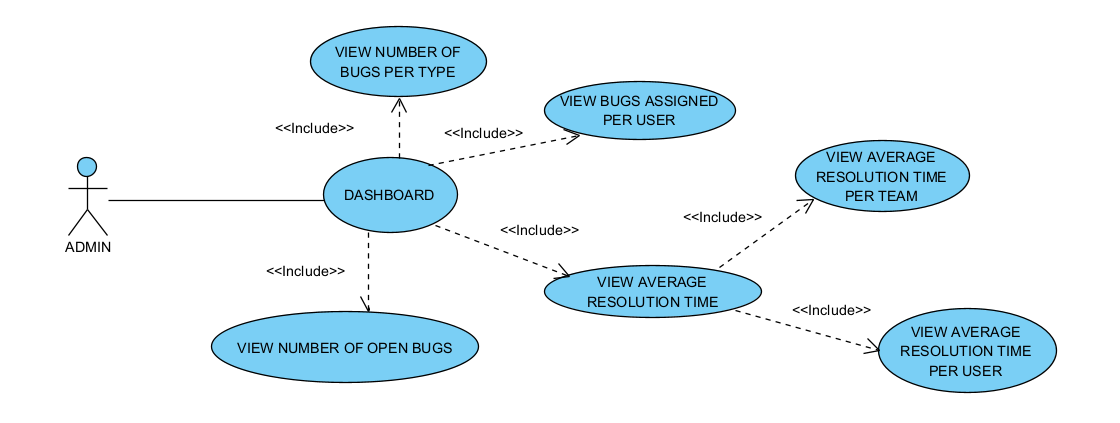 VIEW NUMBER OF
BUGS PER TYPE
VIEW BUGS ASSIGNED
PER USER
<<Include>>
<<Include>>
VIEW AVERAGE
RESOLUTION TIME
PER TEAM
DASHBOARD
ADMIN
<<Include>>
<<Include>>
<<Include>>
VIEW AVERAGE
RESOLUTION TIME
<<Include>>
VIEW NUMBER OF OPEN BUGS
VIEW AVERAGE
RESOLUTION TIME
PER USER